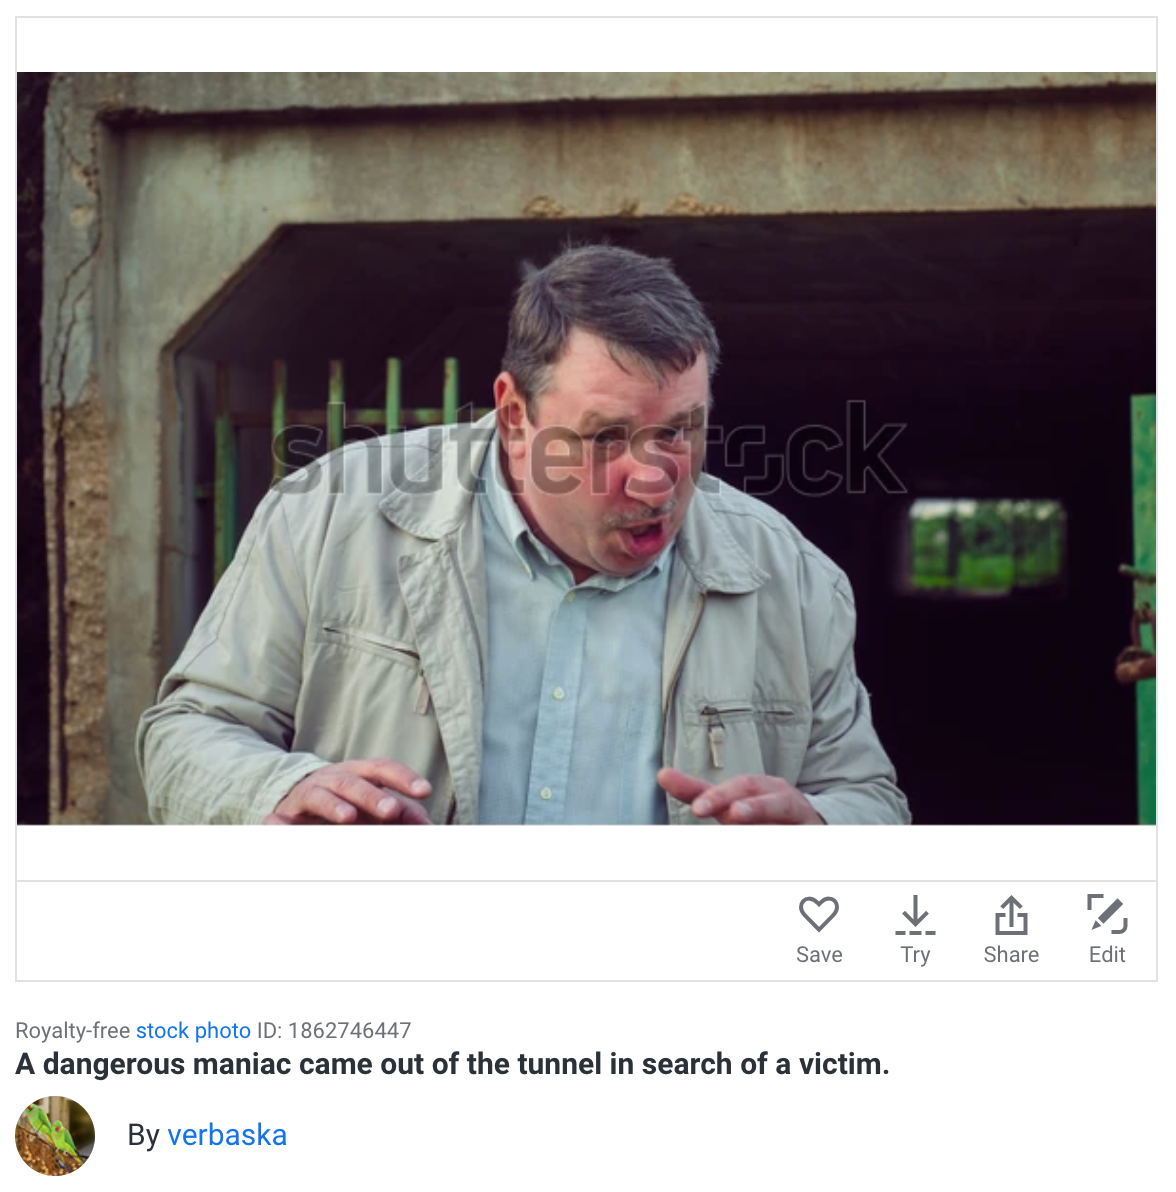 shutterstock
Save Try Share Edit
Royalty-free stock photo ID: 1862746447
A dangerous maniac came out of the tunnel in search of a victim.
By verbaska